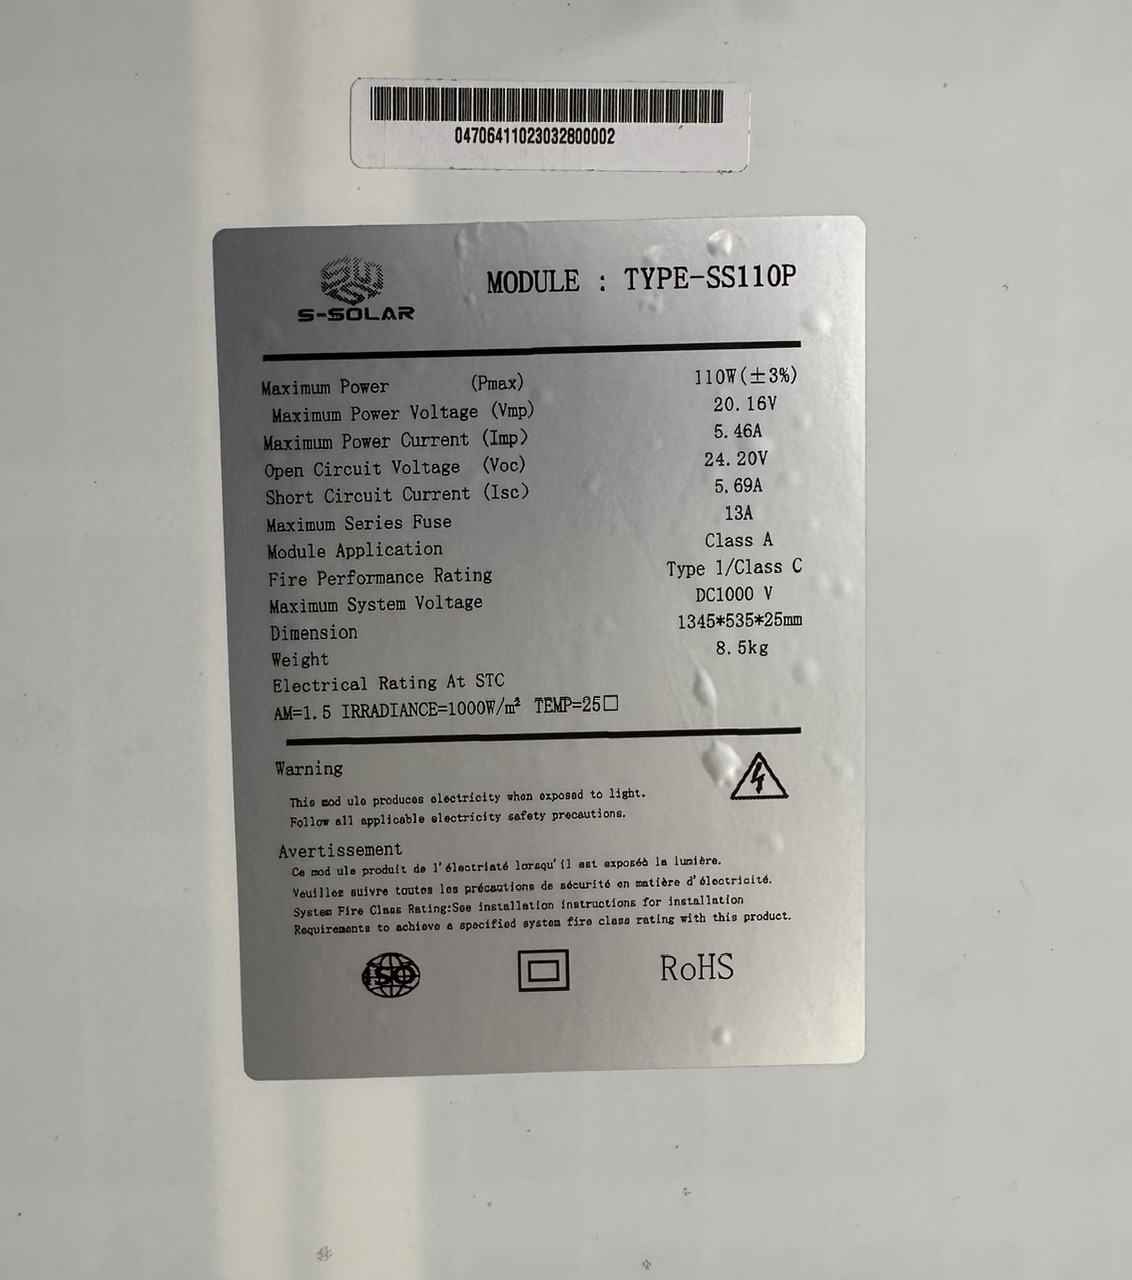 04706411023032800002
S-SOLAR
MODULE : TYPE-SS110P
Maximum Power (Pmax) 110W(±3%)
Maximum Power Voltage (Vmp) 20.16V
Maximum Power Current (Imp) 5.46A
Open Circuit Voltage (Voc) 24.20V
Short Circuit Current (Isc) 5.69A
Maximum Series Fuse 13A
Module Application Class A
Fire Performance Rating Type 1/Class C
Maximum System Voltage DC1000 V
Dimension 1345*535*25mm
Weight 8.5kg
Electrical Rating At STC
AM=1.5 IRRADIANCE=1000W/m² TEMP=25□
Warning
This mod ule produces electricity when exposed to light.
Follow all applicable electricity safety precautions.
Avertissement
Ce mod ule produit de l'électriaté lorsqu'il est exposéà la lumière.
Veuillez suivre toutes les précautions de sécurité en matière d'électricité.
System Fire Class Rating:See installation instructions for installation
Requirements to achieve a specified system fire class rating with this product.
ISO
RoHS